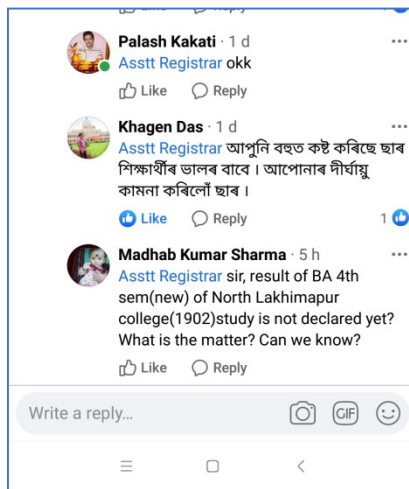 Palash Kakati · 1 d
Asstt Registrar okk
Like Reply
Khagen Das · 1 d
Asstt Registrar আপুনি বহুত কষ্ট কৰিছে ছাৰ
শিক্ষাৰ্থীৰ ভালৰ বাবে । আপোনাৰ দীৰ্ঘায়ু
কামনা কৰিলোঁ ছাৰ ।
Like Reply 1
Madhab Kumar Sharma · 5 h
Asstt Registrar sir, result of BA 4th
sem(new) of North Lakhimapur
college(1902)study is not declared yet?
What is the matter? Can we know?
Like Reply
Write a reply... GIF